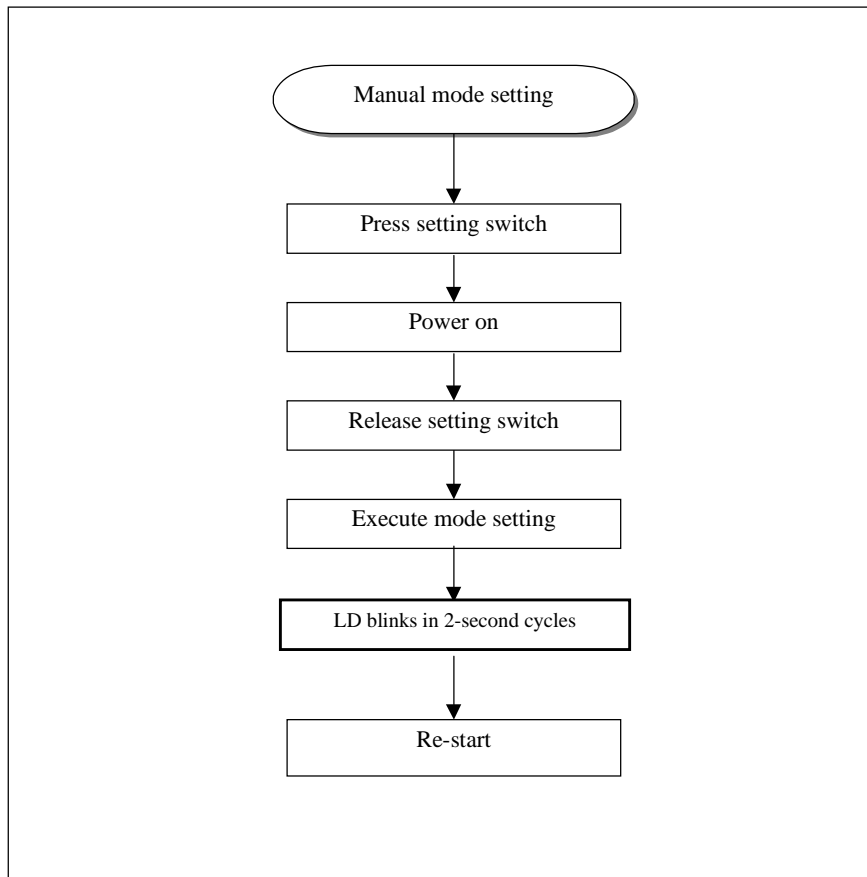 Manual mode setting
Press setting switch
Power on
Release setting switch
Execute mode setting
LD blinks in 2-second cycles
Re-start